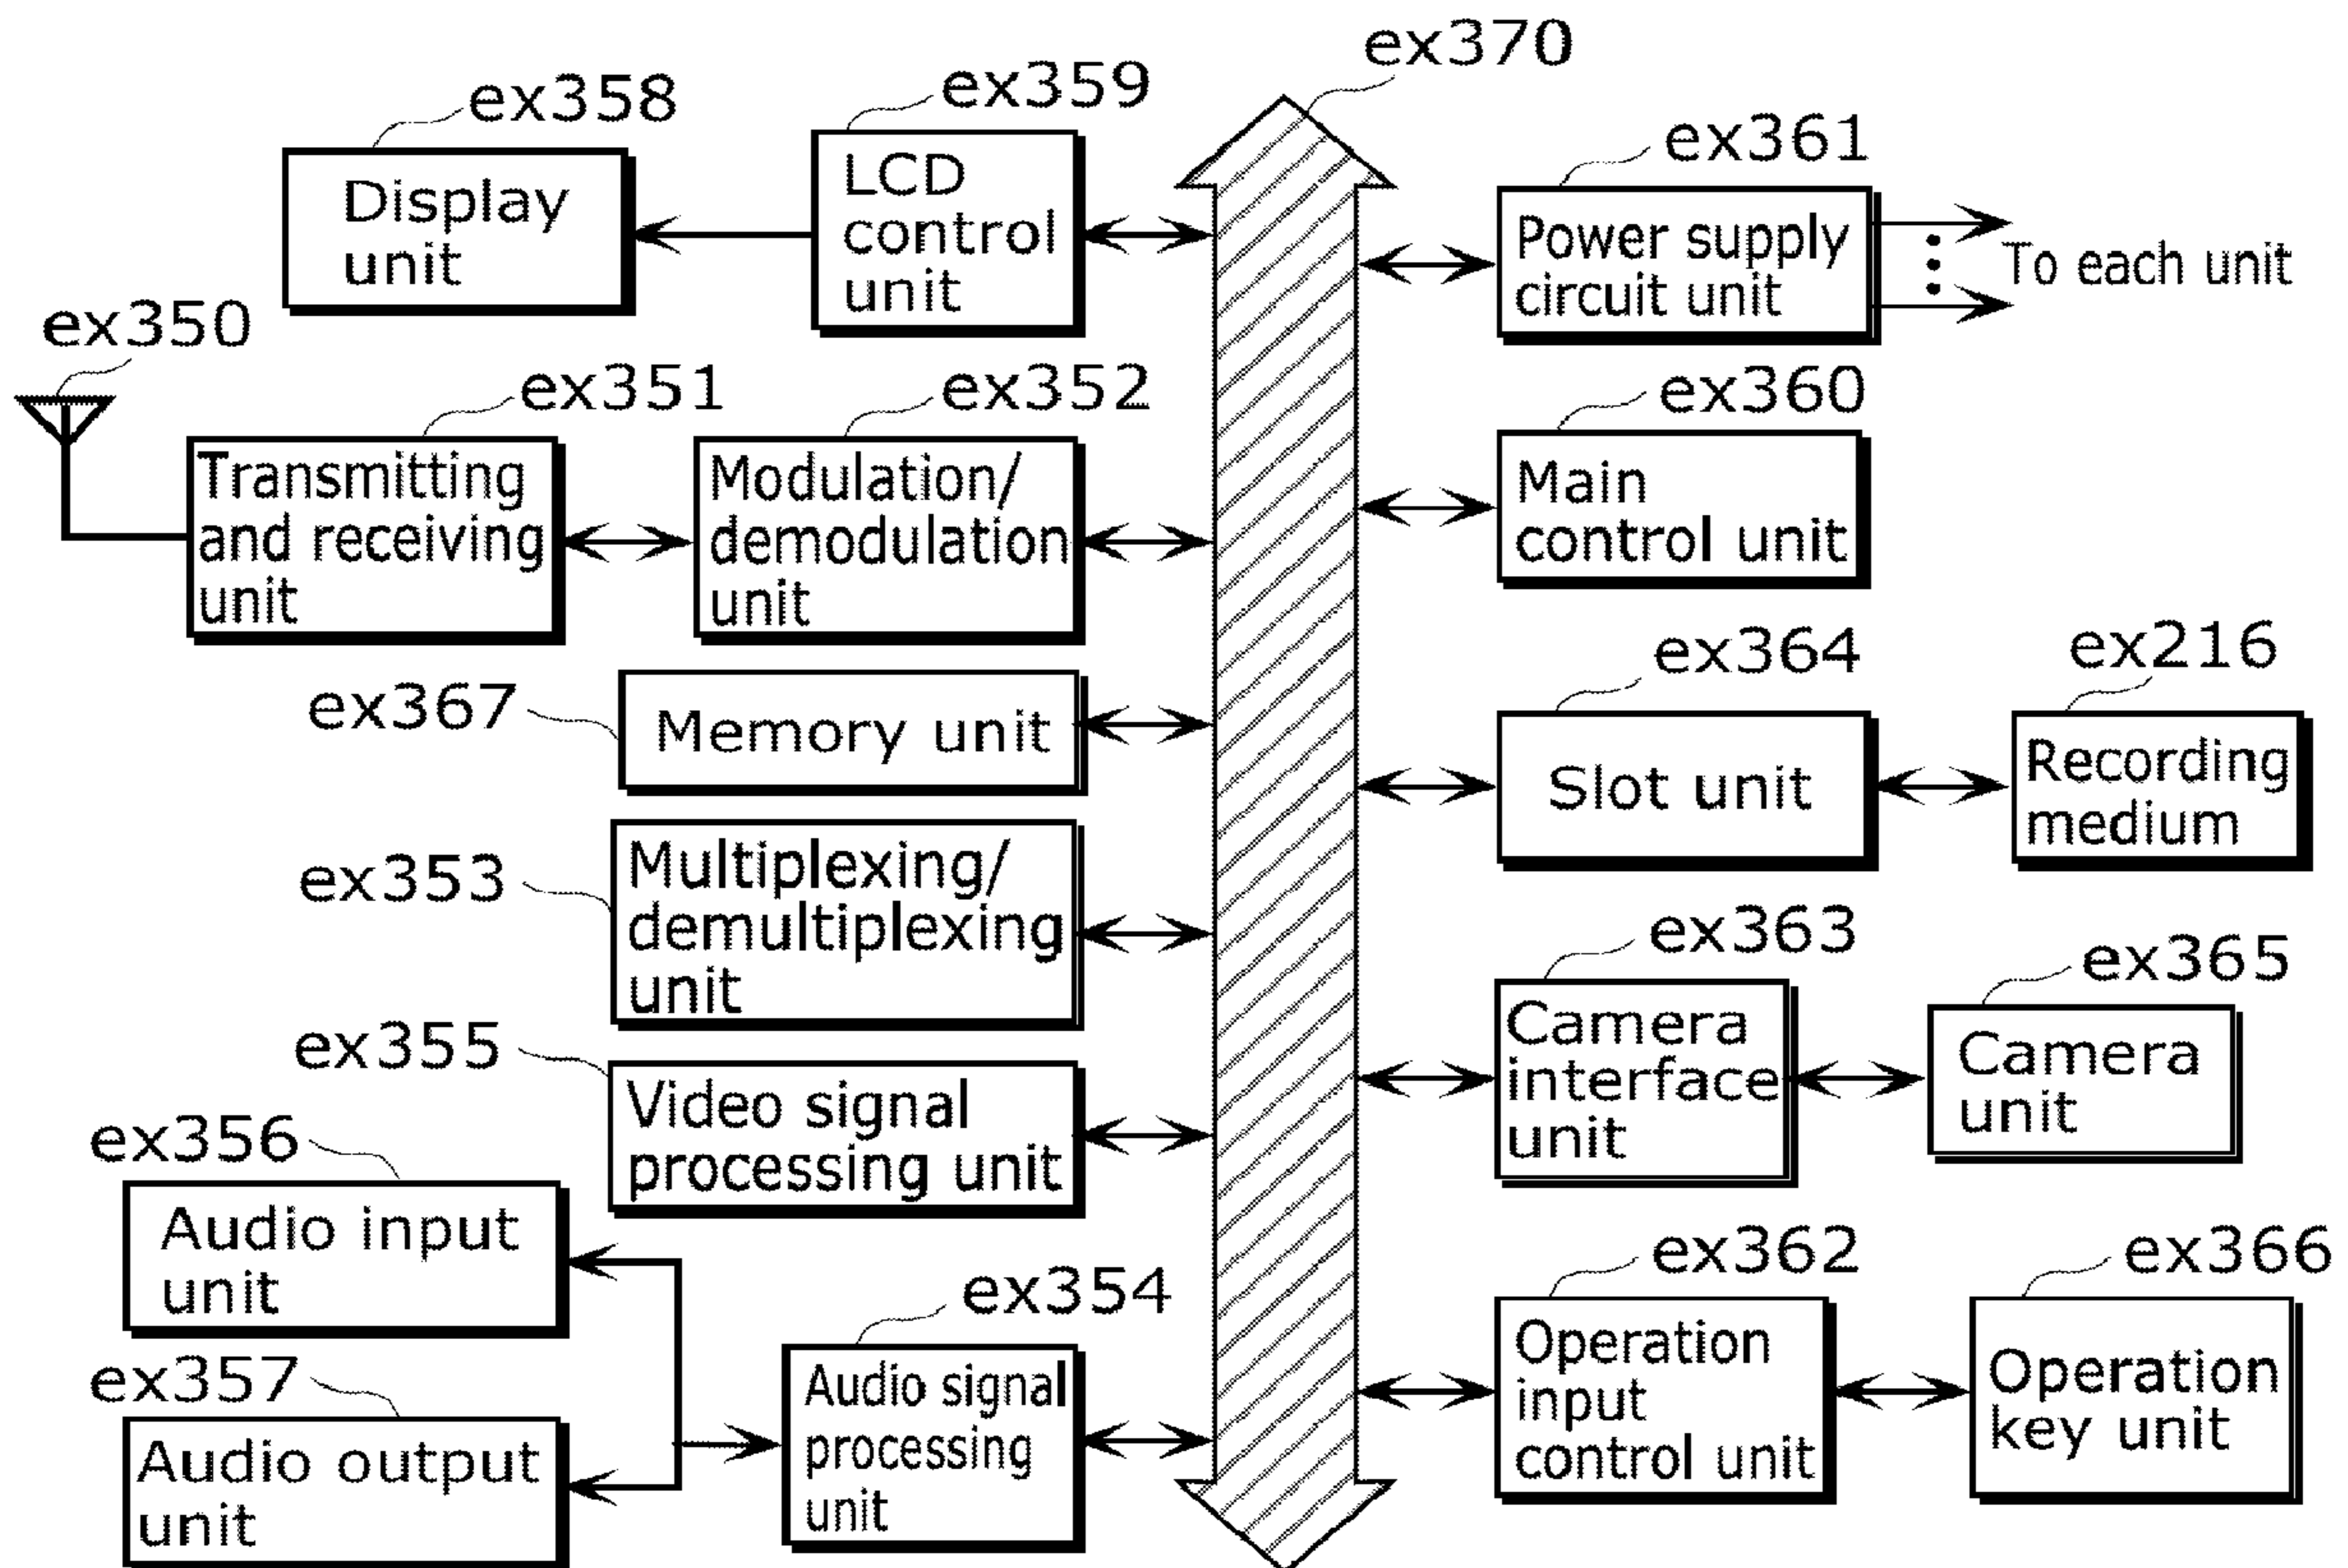 ex370
ex359
ex358
ex361
Display
unit
LCD
control
unit
Power supply
circuit unit
To each unit
ex350
ex351
ex352
ex360
Transmitting
and receiving
unit
Modulation/
demodulation
unit
Main
control unit
ex367
Memory unit
ex364
ex216
Slot unit
Recording
medium
ex353
Multiplexing/
demultiplexing
unit
ex363
ex365
Camera
interface
unit
Camera
unit
ex355
Video signal
processing unit
ex356
Audio input
unit
ex354
ex362
ex366
ex357
Audio output
unit
Audio signal
processing
unit
Operation
input
control unit
Operation
key unit